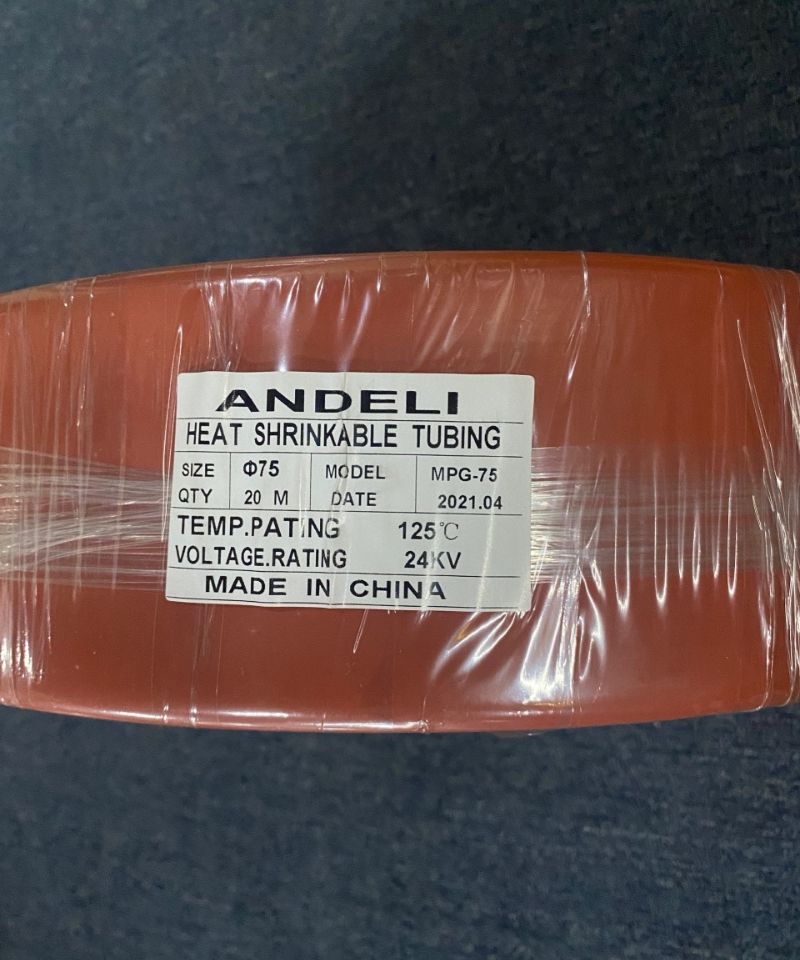 ANDELI
HEAT SHRINKABLE TUBING
SIZE Φ75 MODEL MPG-75
QTY 20 M DATE 2021.04
TEMP.PATING 125℃
VOLTAGE.RATING 24KV
MADE IN CHINA